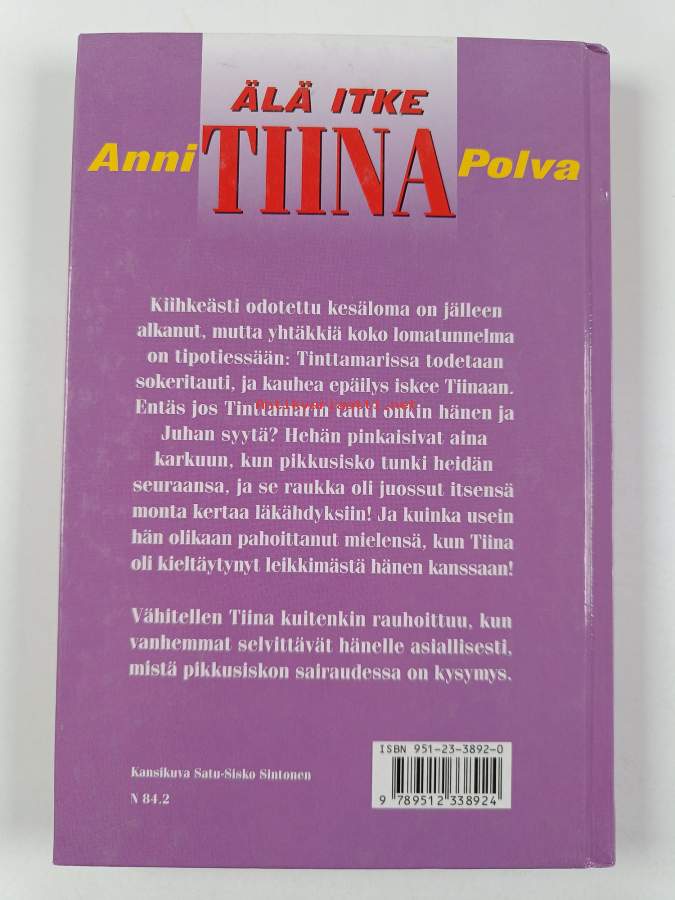 ÄLÄ ITKE
Anni TIINA Polva
Kiihkeästi odotettu kesäloma on jälleen
alkanut, mutta yhtäkkiä koko lomatunnelma
on tipotiessään: Tinttamarissa todetaan
sokeritauti, ja kauhea epäilys iskee Tiinaan.
Entäs jos Tinttamarin tauti onkin hänen ja
Antikvariaatti.net
Juhan syytä? Hehän pinkaisivat aina
karkuun, kun pikkusisko tunki heidän
seuraansa, ja se raukka oli juossut itsensä
monta kertaa läkähdyksiin! Ja kuinka usein
hän olikaan pahoittanut mielensä, kun Tiina
oli kieltäytynyt leikkimästä hänen kanssaan!
Vähitellen Tiina kuitenkin rauhoittuu, kun
vanhemmat selvittävät hänelle asiallisesti,
mistä pikkusiskon sairaudessa on kysymys.
ISBN 951-23-3892-0
Kansikuva Satu-Sisko Sintonen
N 84.2
9 789512 338924